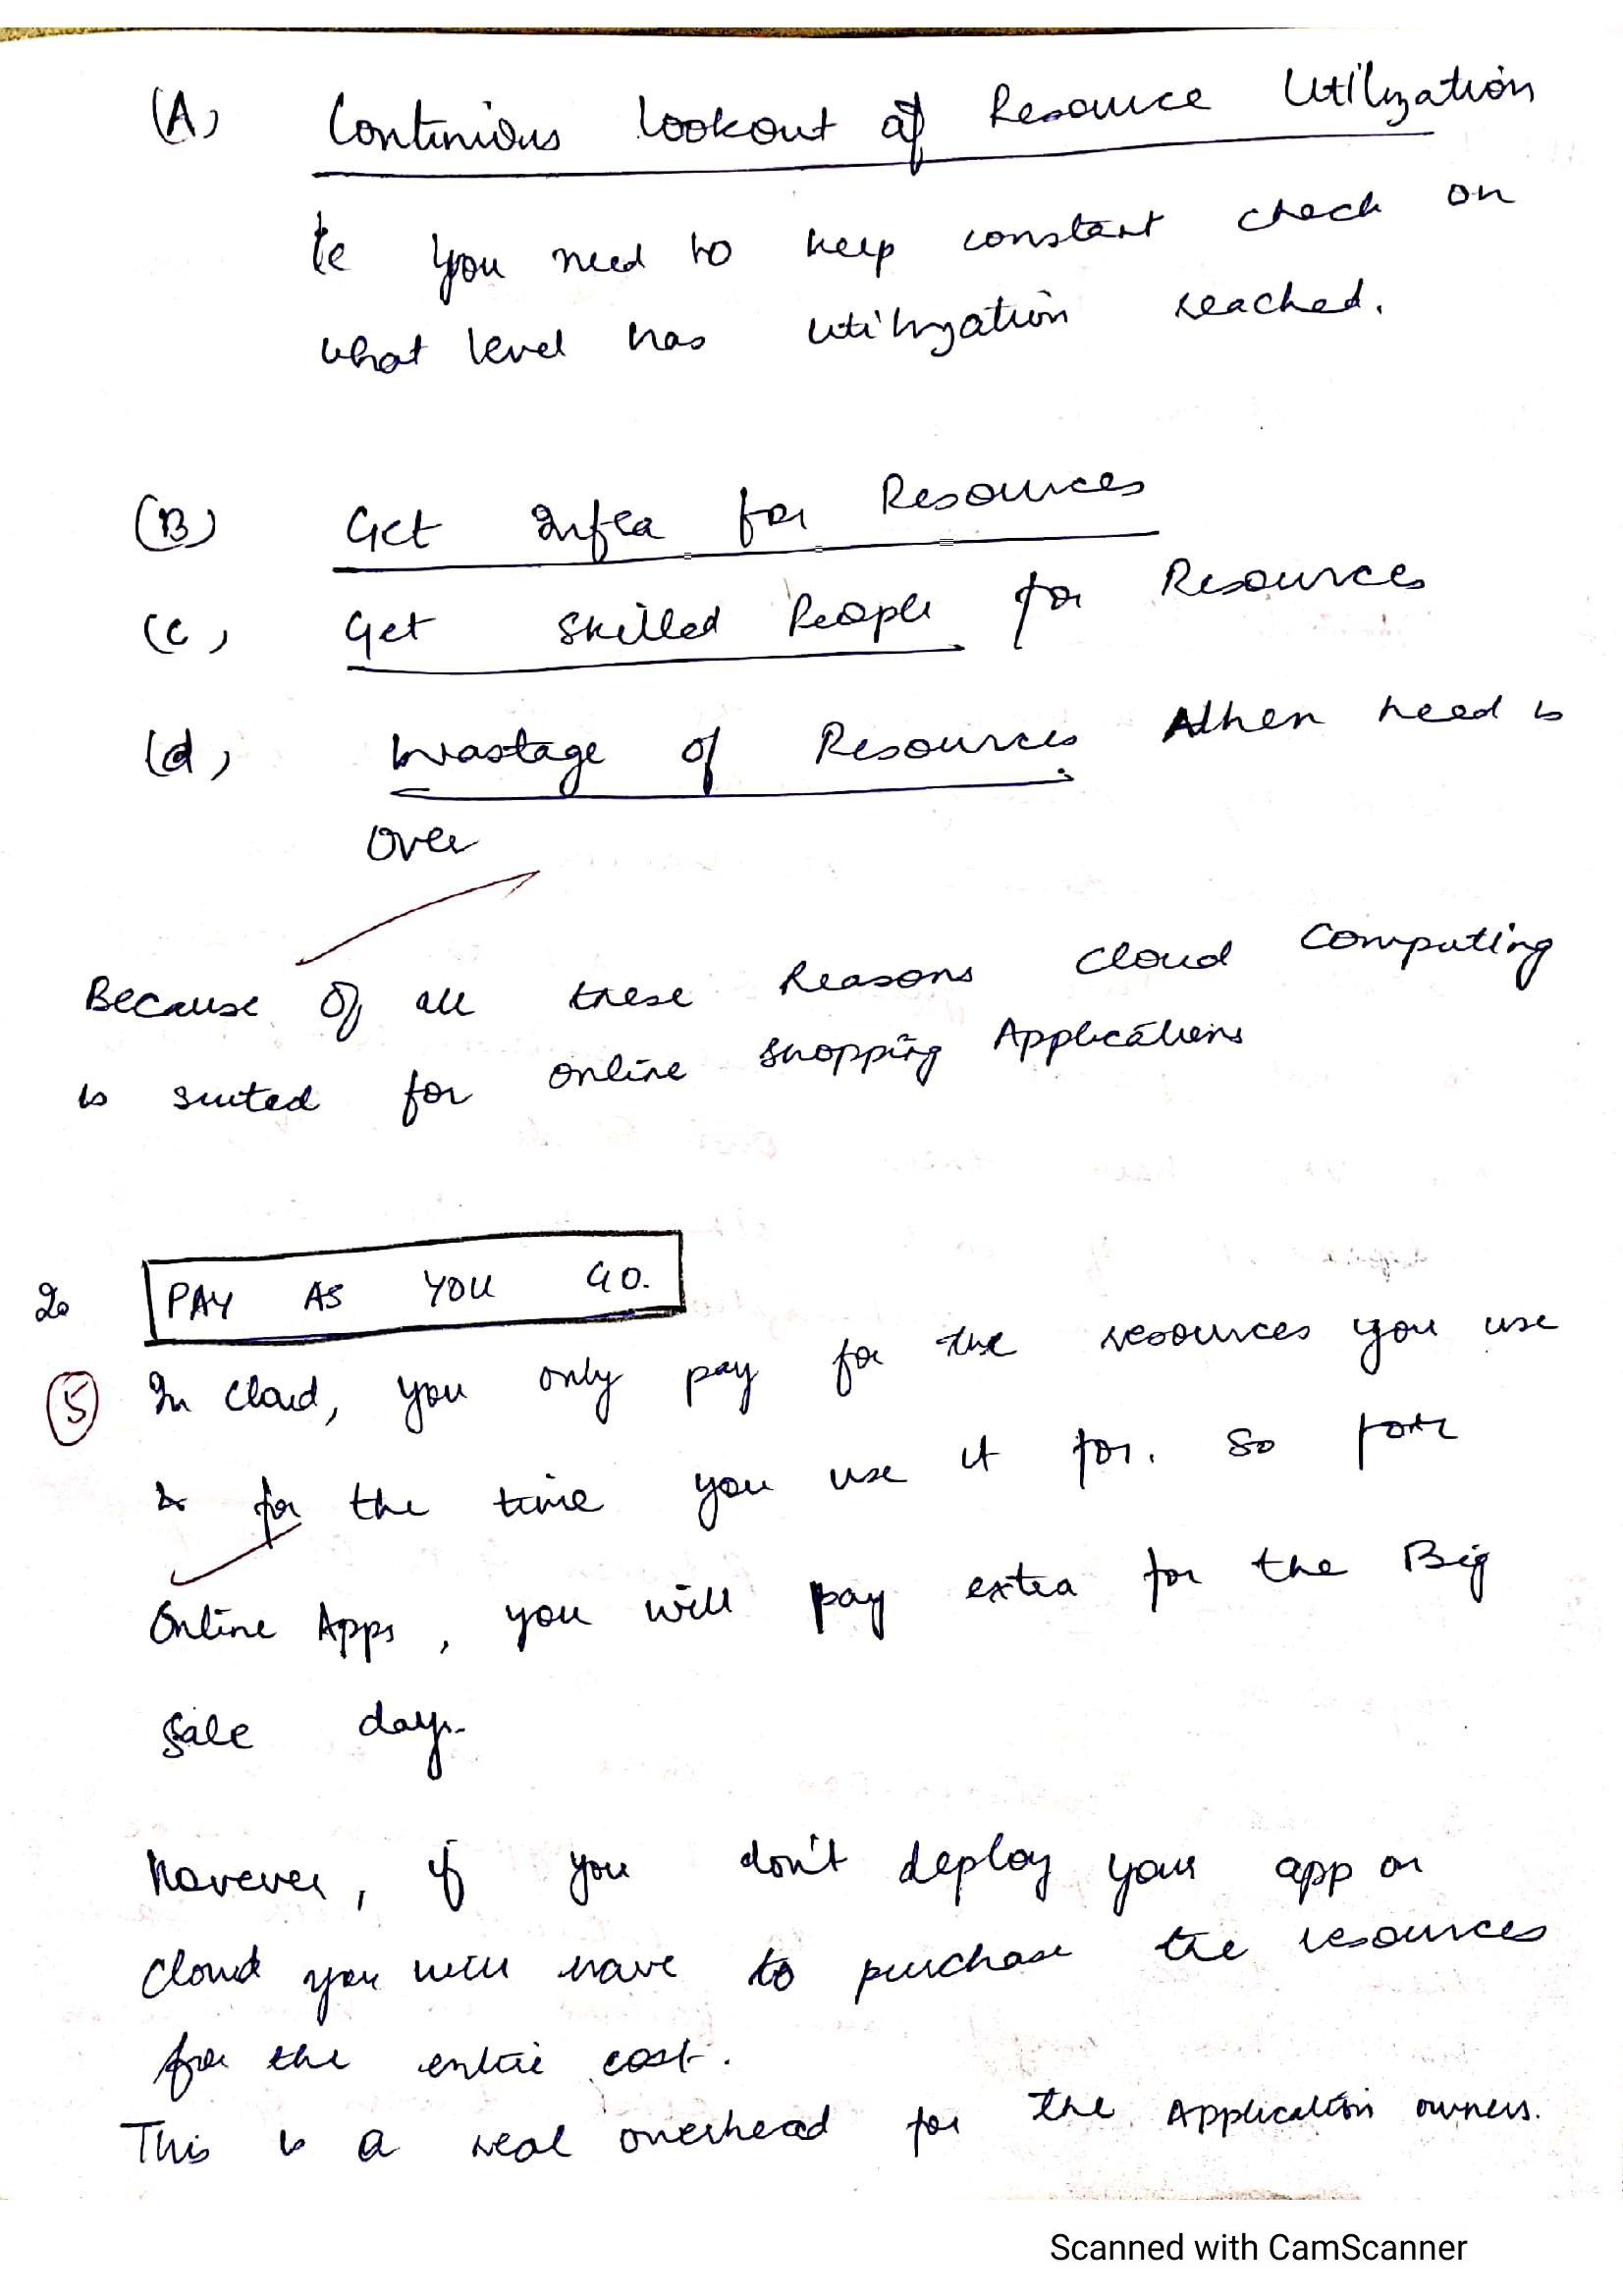 (A) Continious lookout of Resource Utilization
ie you need to keep constant check on
what level has utilization reached.
(B) Get Infra for Resources
(c) Get skilled People for Resources
(d) Wastage of Resources when need is
over
Because of all these Reasons cloud computing
is suited for online shopping Applications
2. PAY AS YOU GO.
5 In cloud, you only pay for the resources you use
& for the time you use it for. So for
Online Apps, you will pay extra for the Big
Sale days.
However, if you don't deploy your app on
cloud you will have to purchase the resources
for the entire cost.
This is a real overhead for the Application owners.
Scanned with CamScanner